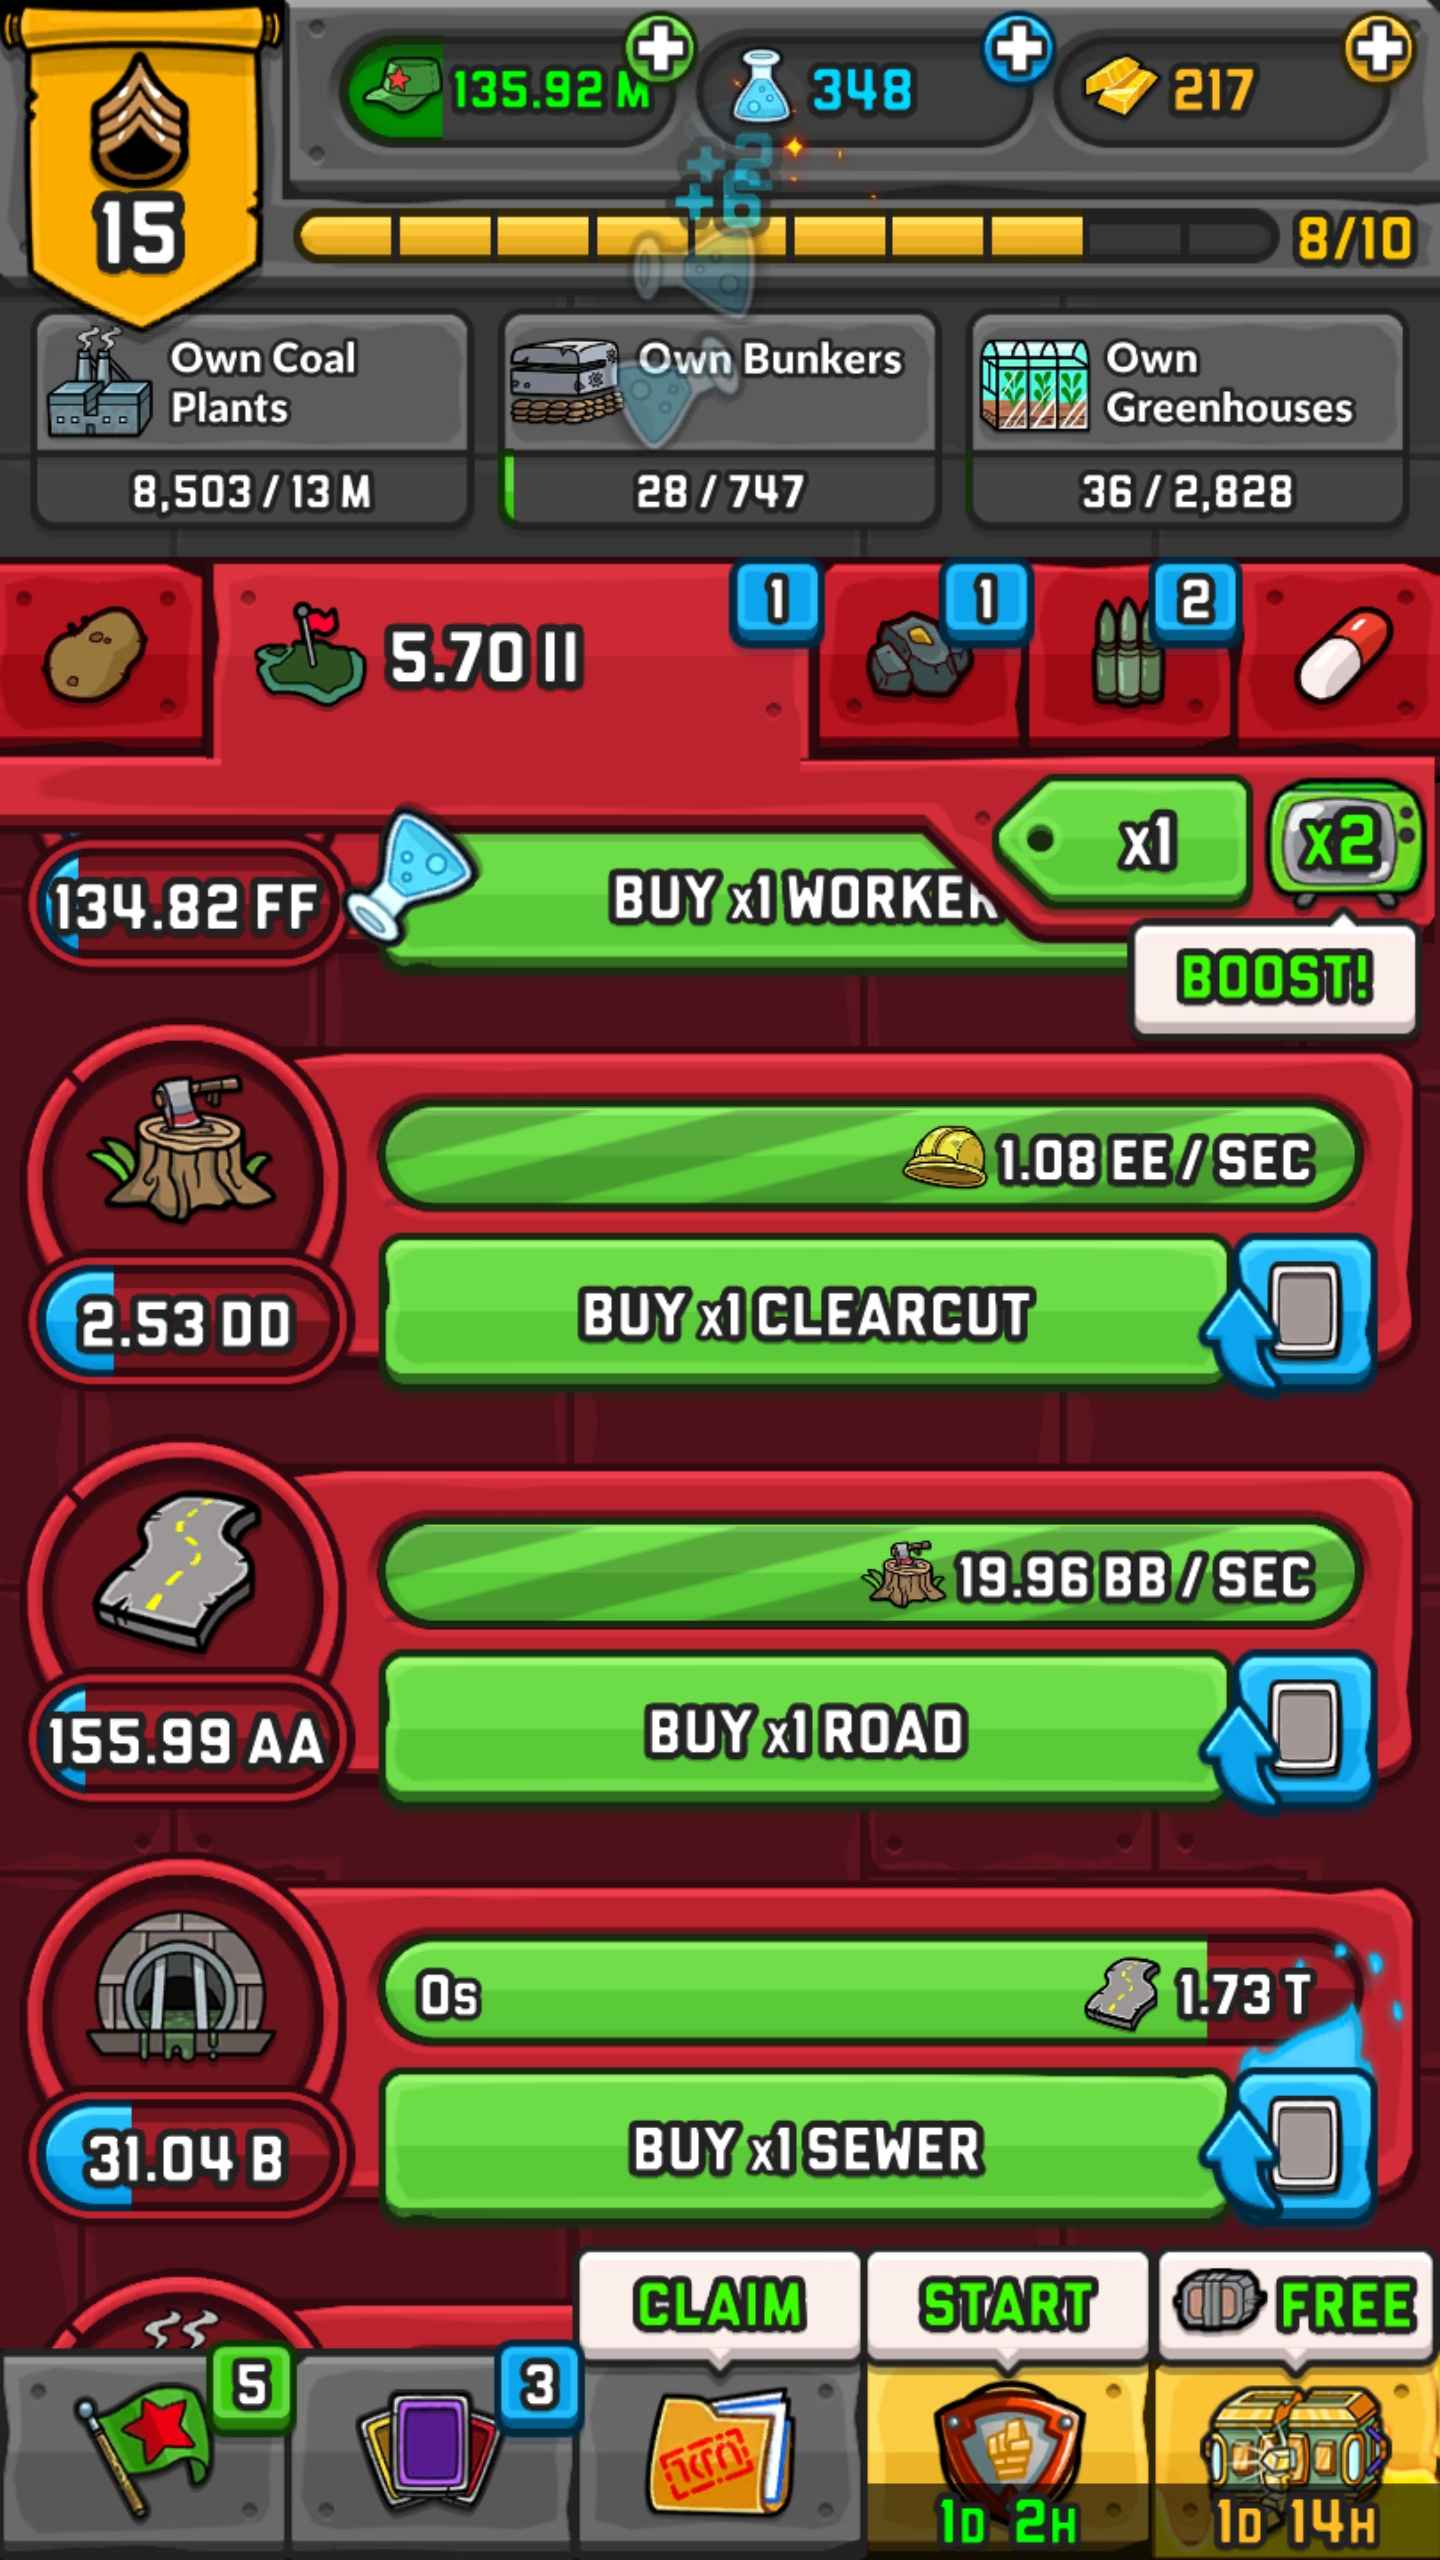 135.92 M
348
217
+2
+6
15
8/10
Own Coal
Plants
8,503 / 13 M
Own Bunkers
28 / 747
Own
Greenhouses
36 / 2,828
5.70 II
1
1
2
x1
x2
134.82 FF
BUY x1 WORKER
BOOST!
1.08 EE / SEC
2.53 DD
BUY x1 CLEARCUT
19.96 BB / SEC
155.99 AA
BUY x1 ROAD
0s
1.73 T
31.04 B
BUY x1 SEWER
CLAIM
START
FREE
5
3
1D 2H
1D 14H